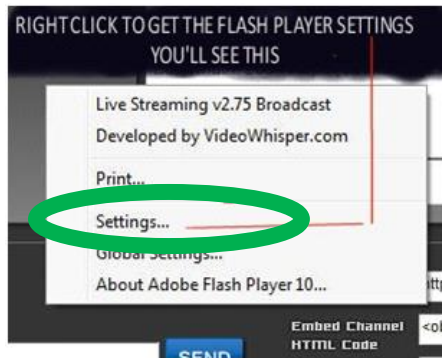 RIGHT CLICK TO GET THE FLASH PLAYER SETTINGS
YOU'LL SEE THIS
Live Streaming v2.75 Broadcast
Developed by VideoWhisper.com
Print...
Settings...
Global Settings...
About Adobe Flash Player 10...
Embed Channel
HTML Code
SEND